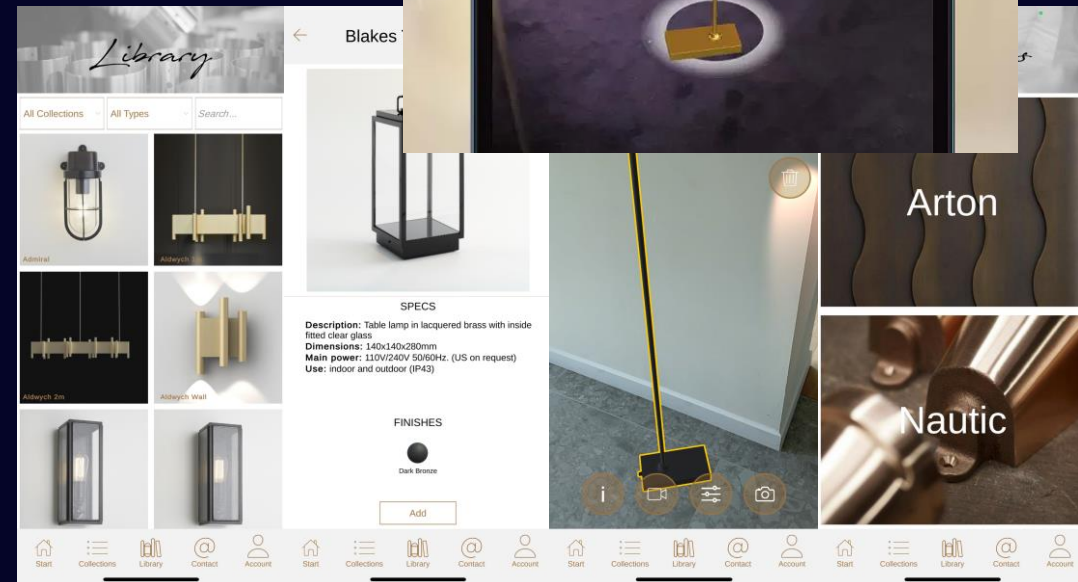 Library
All Collections
All Types
Search...
Admiral
Aldwych
Aldwych 2m
Aldwych Wall
Start
Collections
Library
Contact
Account
Blakes
SPECS
Description: Table lamp in lacquered brass with inside
fitted clear glass
Dimensions: 140x140x280mm
Main power: 110V/240V 50/60Hz. (US on request)
Use: indoor and outdoor (IP43)
FINISHES
Dark Bronze
Add
Start
Collections
Library
Contact
Account
i
Start
Collections
Library
Contact
Account
Arton
Nautic
Start
Collections
Library
Contact
Account